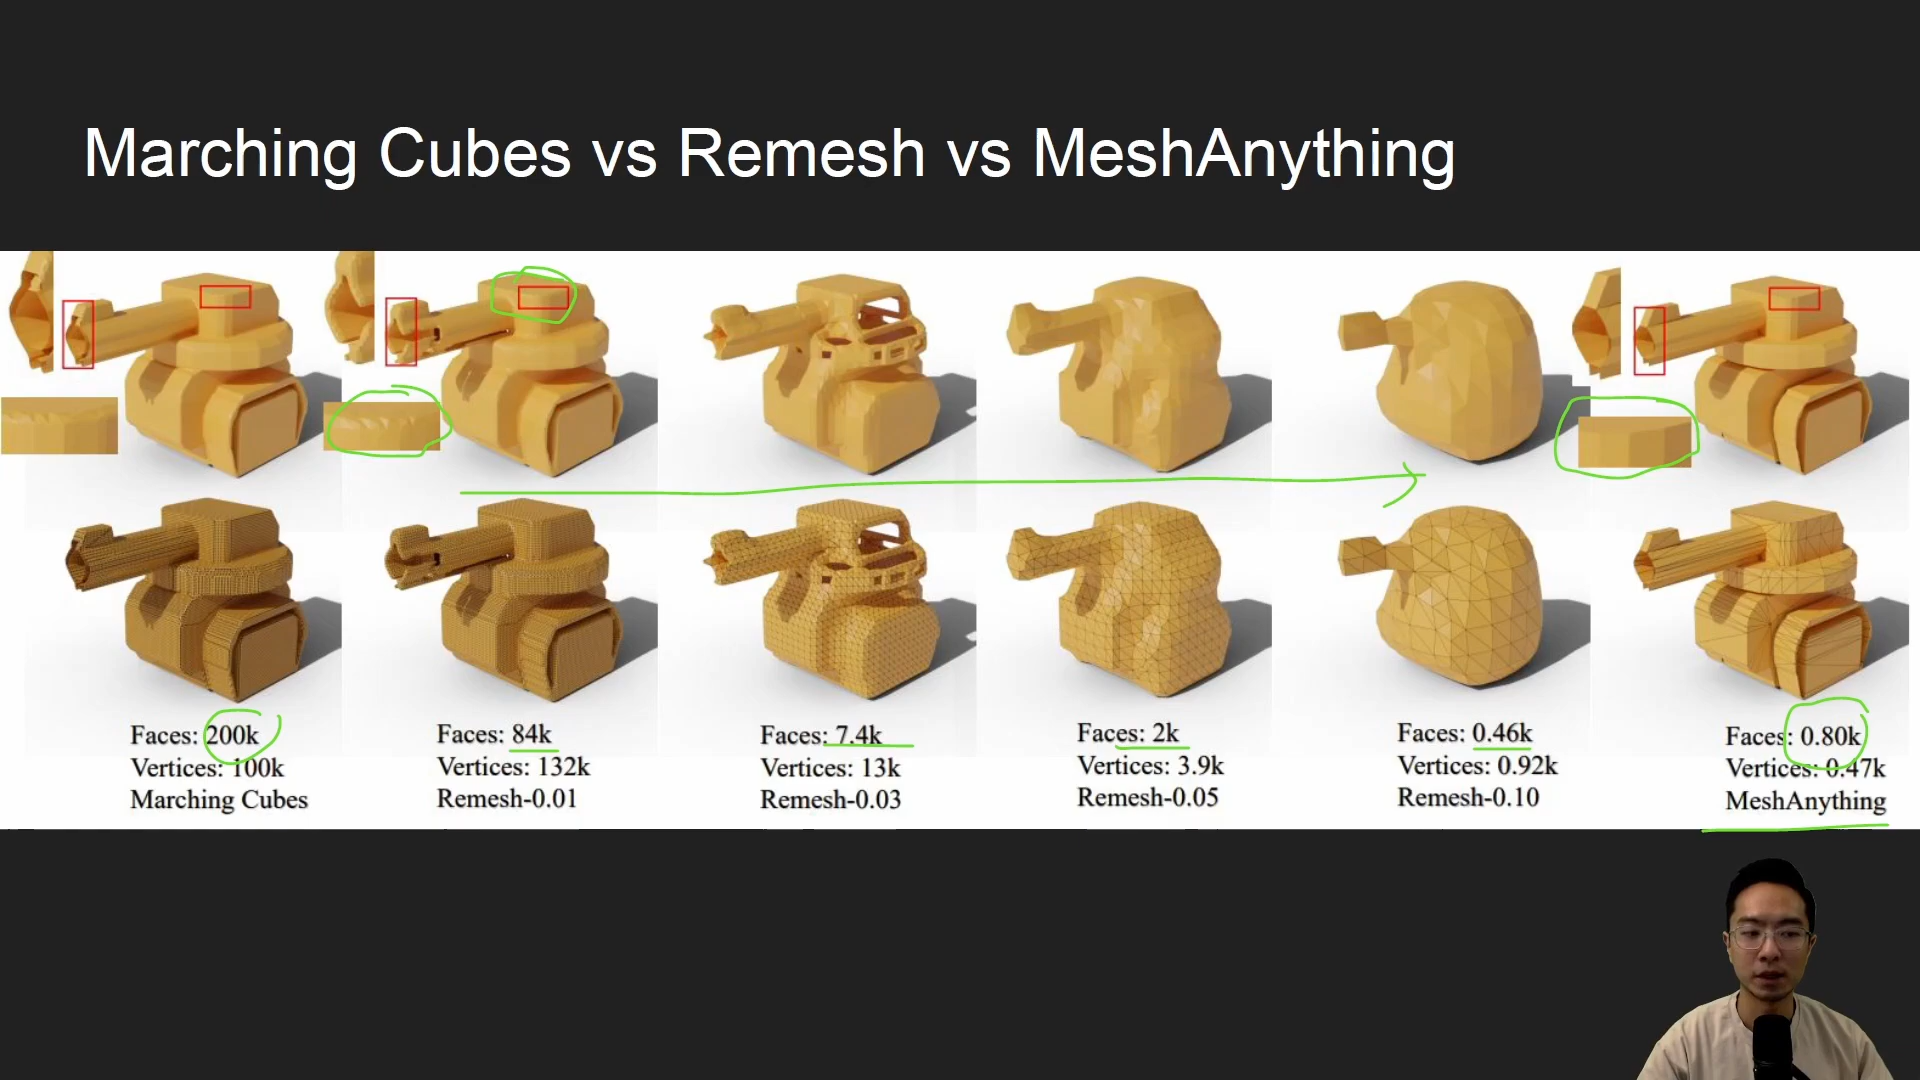 Marching Cubes vs Remesh vs MeshAnything
Faces: 200k
Vertices: 100k
Marching Cubes
Faces: 84k
Vertices: 132k
Remesh-0.01
Faces: 7.4k
Vertices: 13k
Remesh-0.03
Faces: 2k
Vertices: 3.9k
Remesh-0.05
Faces: 0.46k
Vertices: 0.92k
Remesh-0.10
Faces: 0.80k
Vertices: 0.47k
MeshAnything